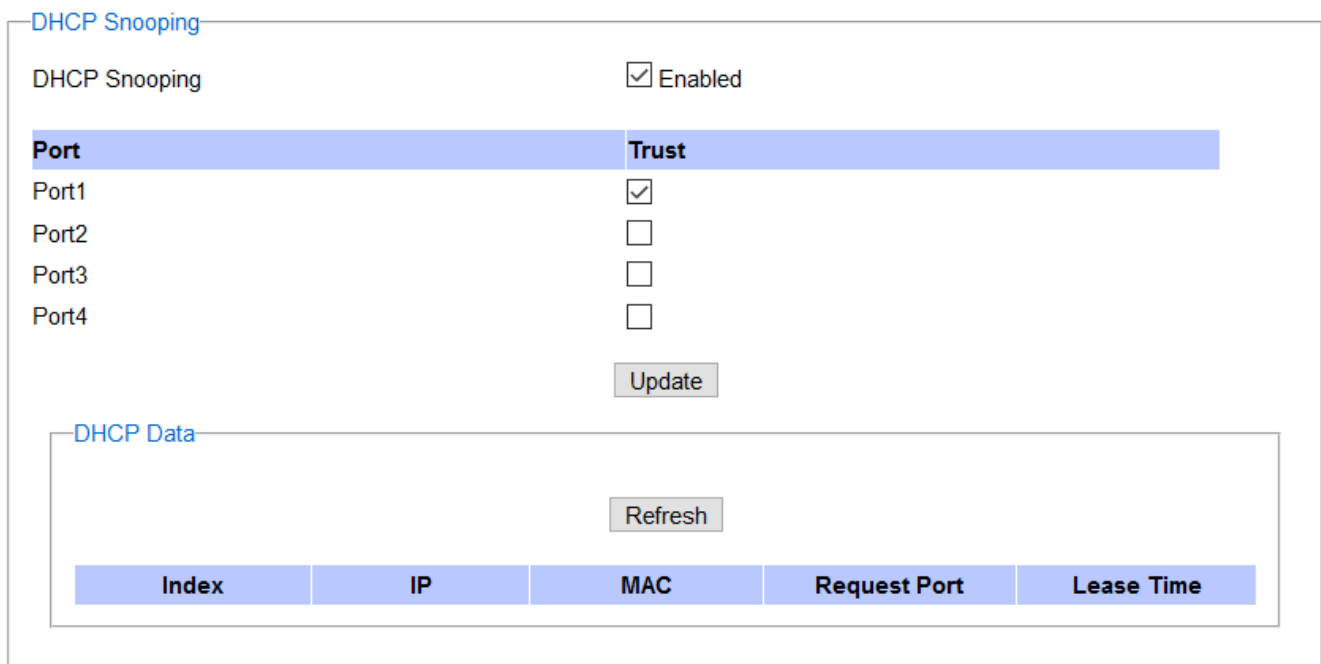 DHCP Snooping
DHCP Snooping Enabled
Port Trust
Port1
Port2
Port3
Port4
Update
DHCP Data
Refresh
Index IP MAC Request Port Lease Time